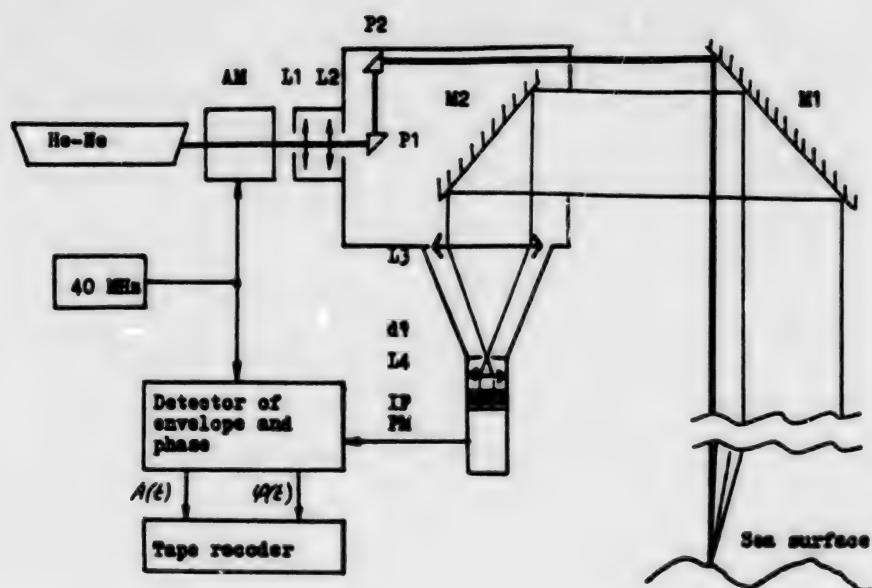 P2
AM
L1
L2
M2
M1
He-Ne
P1
L3
40 MHz
d1
L4
Detector of
envelope and
phase
IF
PM
A(t)
φ(t)
Sea surface
Tape recoder